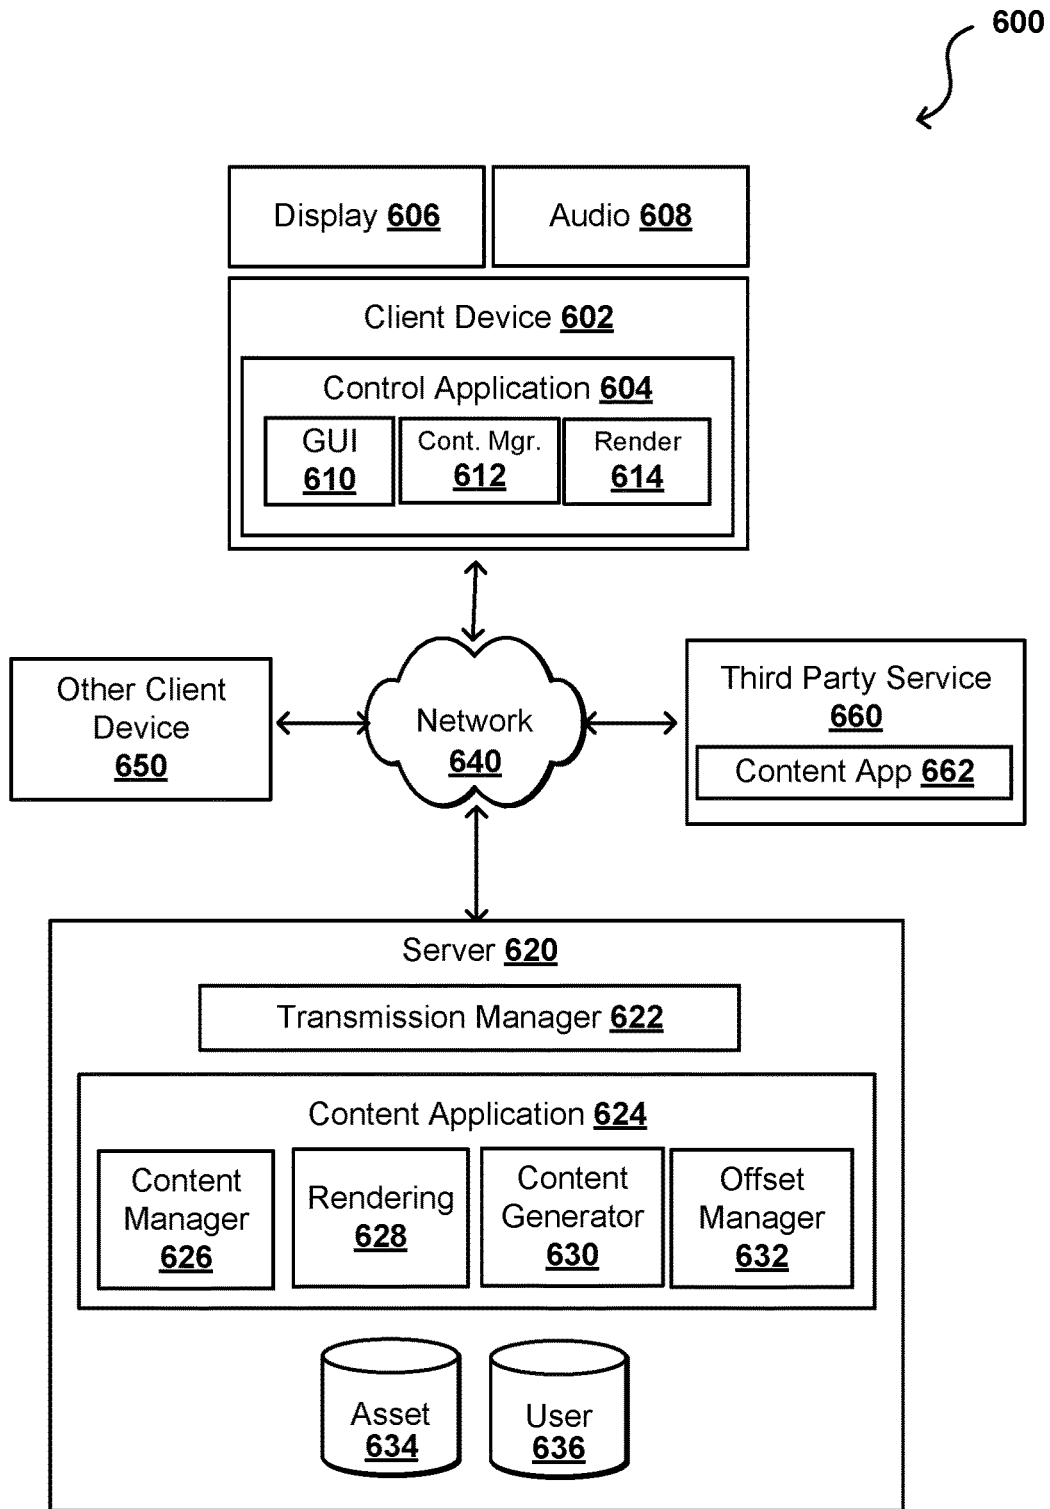 600
Display 606
Audio 608
Client Device 602
Control Application 604
GUI
610
Cont. Mgr.
612
Render
614
Other Client
Device
650
Network
640
Third Party Service
660
Content App 662
Server 620
Transmission Manager 622
Content Application 624
Content
Manager
626
Rendering
628
Content
Generator
630
Offset
Manager
632
Asset
634
User
636